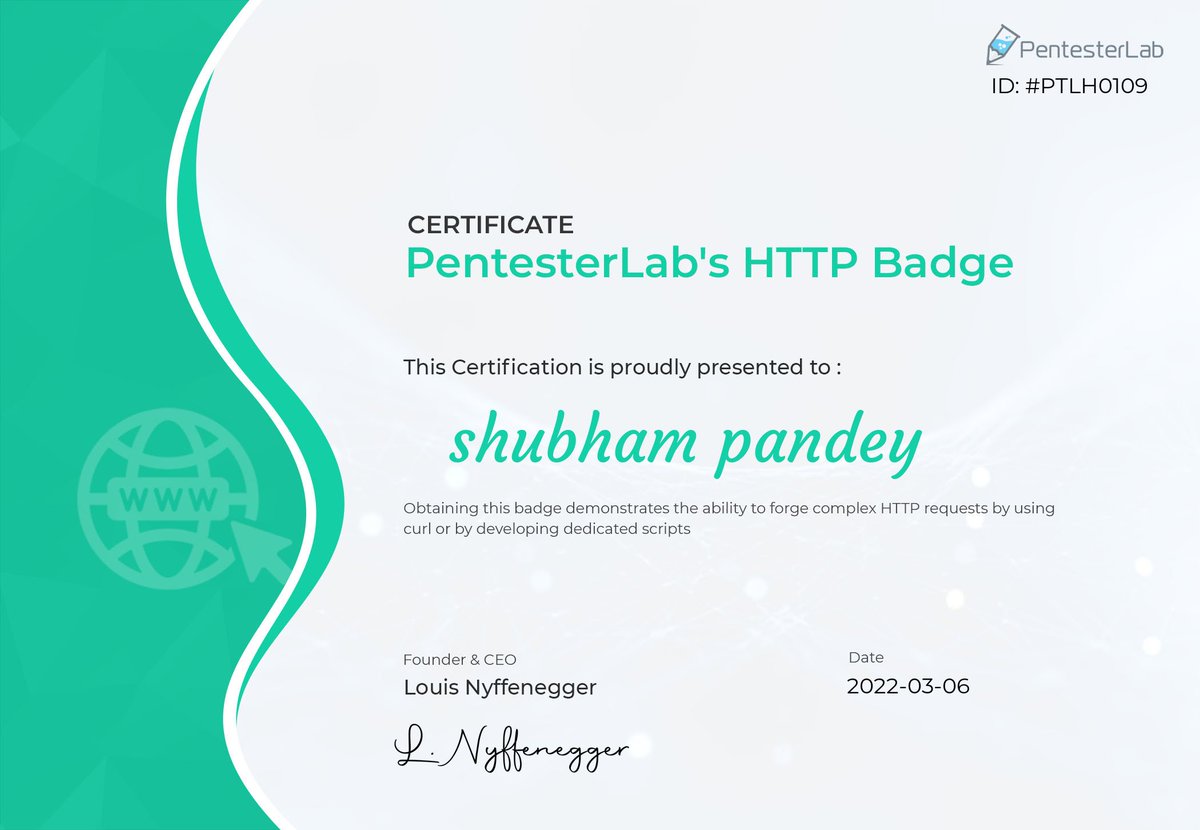 PentesterLab
ID: #PTLH0109
CERTIFICATE
PentesterLab's HTTP Badge
This Certification is proudly presented to :
shubham pandey
WWW
Obtaining this badge demonstrates the ability to forge complex HTTP requests by using
curl or by developing dedicated scripts
Founder & CEO
Louis Nyffenegger
L. Nyffenegger
Date
2022-03-06